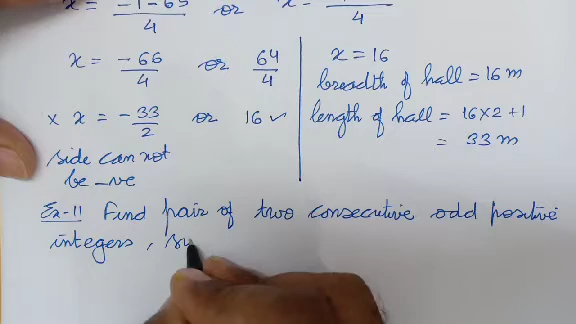 x = (-1-65)/4 or x =     /4
x = -66/4 or 64/4
× x = -33/2 or 16 ✓
side cannot
be -ve
x = 16
breadth of hall = 16 m
length of hall = 16×2+1
= 33 m
Ex-11 Find pair of two consecutive odd positive
integers, su